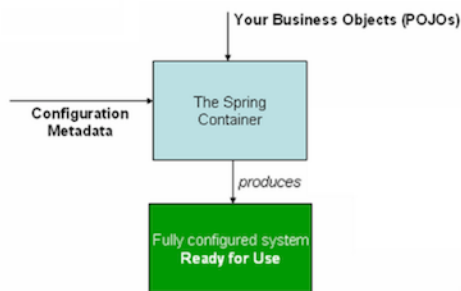 Your Business Objects (POJOs)
The Spring
Container
Configuration
Metadata
produces
Fully configured system
Ready for Use